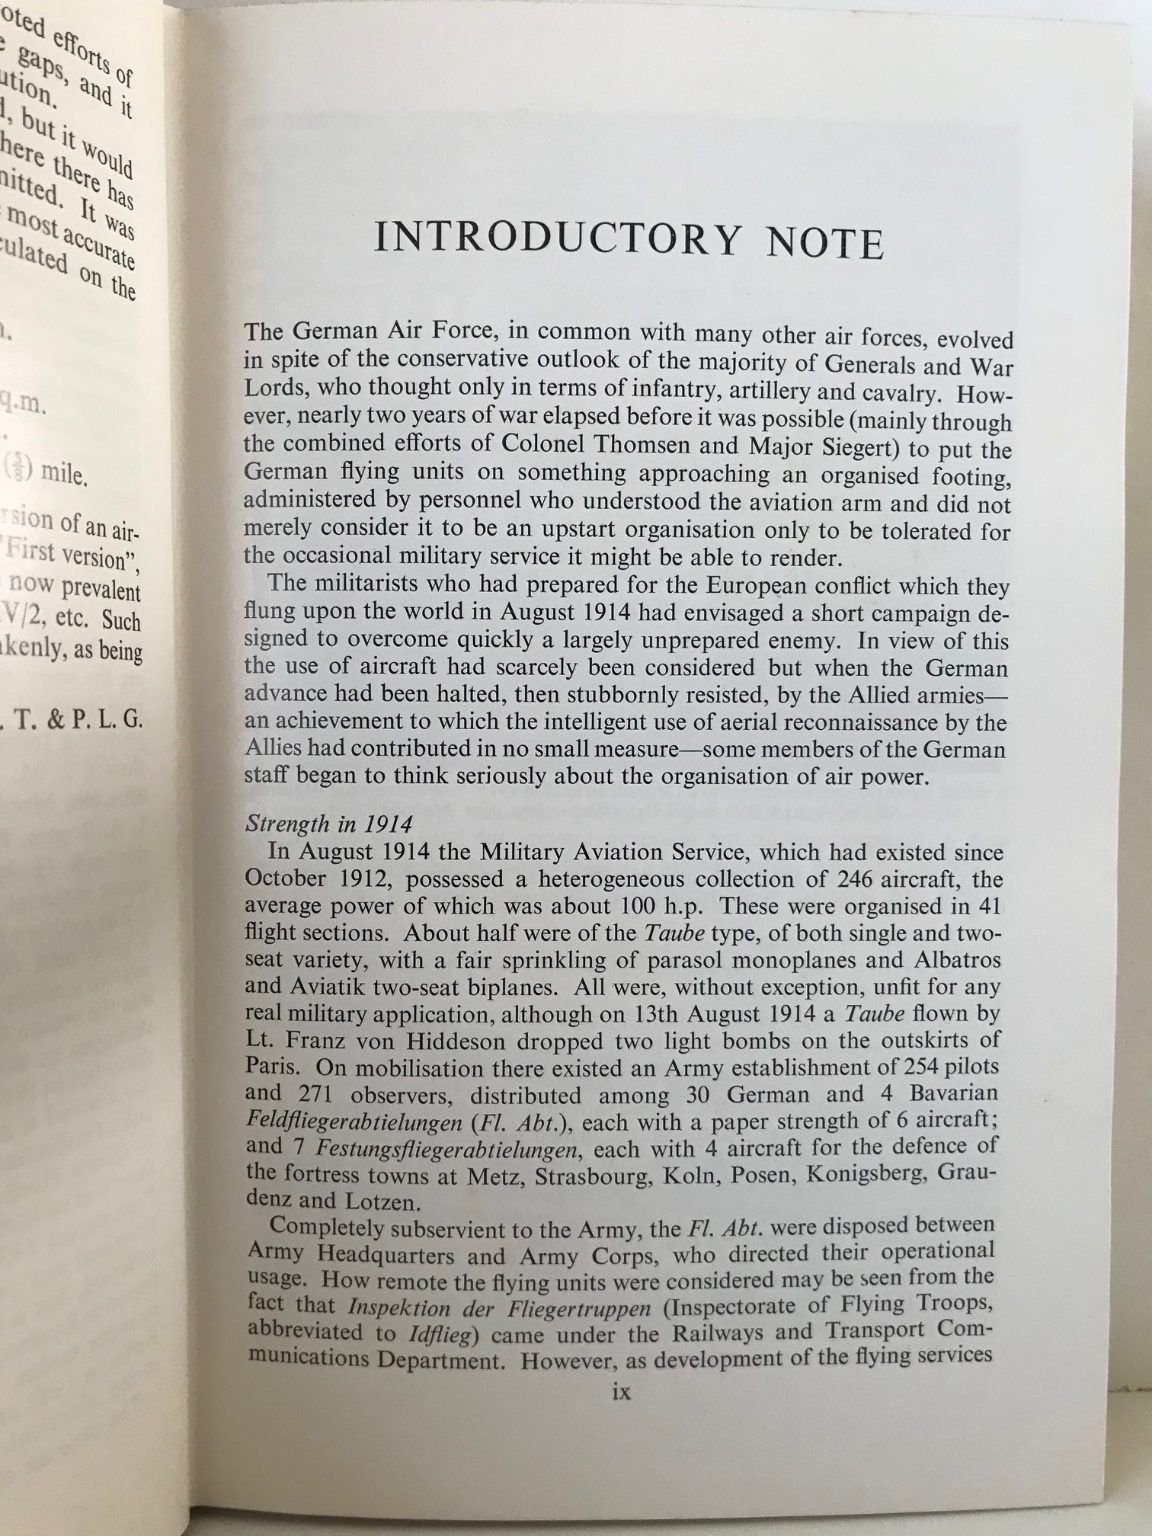 oted efforts of
gaps, and it
ution.
, but it would
here there has
mitted. It was
most accurate
culated on the
q.m.
(⅝) mile.
rsion of an air-
"First version",
now prevalent
V/2, etc. Such
kenly, as being
. T. & P. L. G.
INTRODUCTORY NOTE
The German Air Force, in common with many other air forces, evolved
in spite of the conservative outlook of the majority of Generals and War
Lords, who thought only in terms of infantry, artillery and cavalry. How-
ever, nearly two years of war elapsed before it was possible (mainly through
the combined efforts of Colonel Thomsen and Major Siegert) to put the
German flying units on something approaching an organised footing,
administered by personnel who understood the aviation arm and did not
merely consider it to be an upstart organisation only to be tolerated for
the occasional military service it might be able to render.
The militarists who had prepared for the European conflict which they
flung upon the world in August 1914 had envisaged a short campaign de-
signed to overcome quickly a largely unprepared enemy. In view of this
the use of aircraft had scarcely been considered but when the German
advance had been halted, then stubbornly resisted, by the Allied armies—
an achievement to which the intelligent use of aerial reconnaissance by the
Allies had contributed in no small measure—some members of the German
staff began to think seriously about the organisation of air power.
Strength in 1914
In August 1914 the Military Aviation Service, which had existed since
October 1912, possessed a heterogeneous collection of 246 aircraft, the
average power of which was about 100 h.p. These were organised in 41
flight sections. About half were of the Taube type, of both single and two-
seat variety, with a fair sprinkling of parasol monoplanes and Albatros
and Aviatik two-seat biplanes. All were, without exception, unfit for any
real military application, although on 13th August 1914 a Taube flown by
Lt. Franz von Hiddeson dropped two light bombs on the outskirts of
Paris. On mobilisation there existed an Army establishment of 254 pilots
and 271 observers, distributed among 30 German and 4 Bavarian
Feldfliegerabtielungen (Fl. Abt.), each with a paper strength of 6 aircraft;
and 7 Festungsfliegerabtielungen, each with 4 aircraft for the defence of
the fortress towns at Metz, Strasbourg, Koln, Posen, Konigsberg, Grau-
denz and Lotzen.
Completely subservient to the Army, the Fl. Abt. were disposed between
Army Headquarters and Army Corps, who directed their operational
usage. How remote the flying units were considered may be seen from the
fact that Inspektion der Fliegertruppen (Inspectorate of Flying Troops,
abbreviated to Idflieg) came under the Railways and Transport Com-
munications Department. However, as development of the flying services
ix